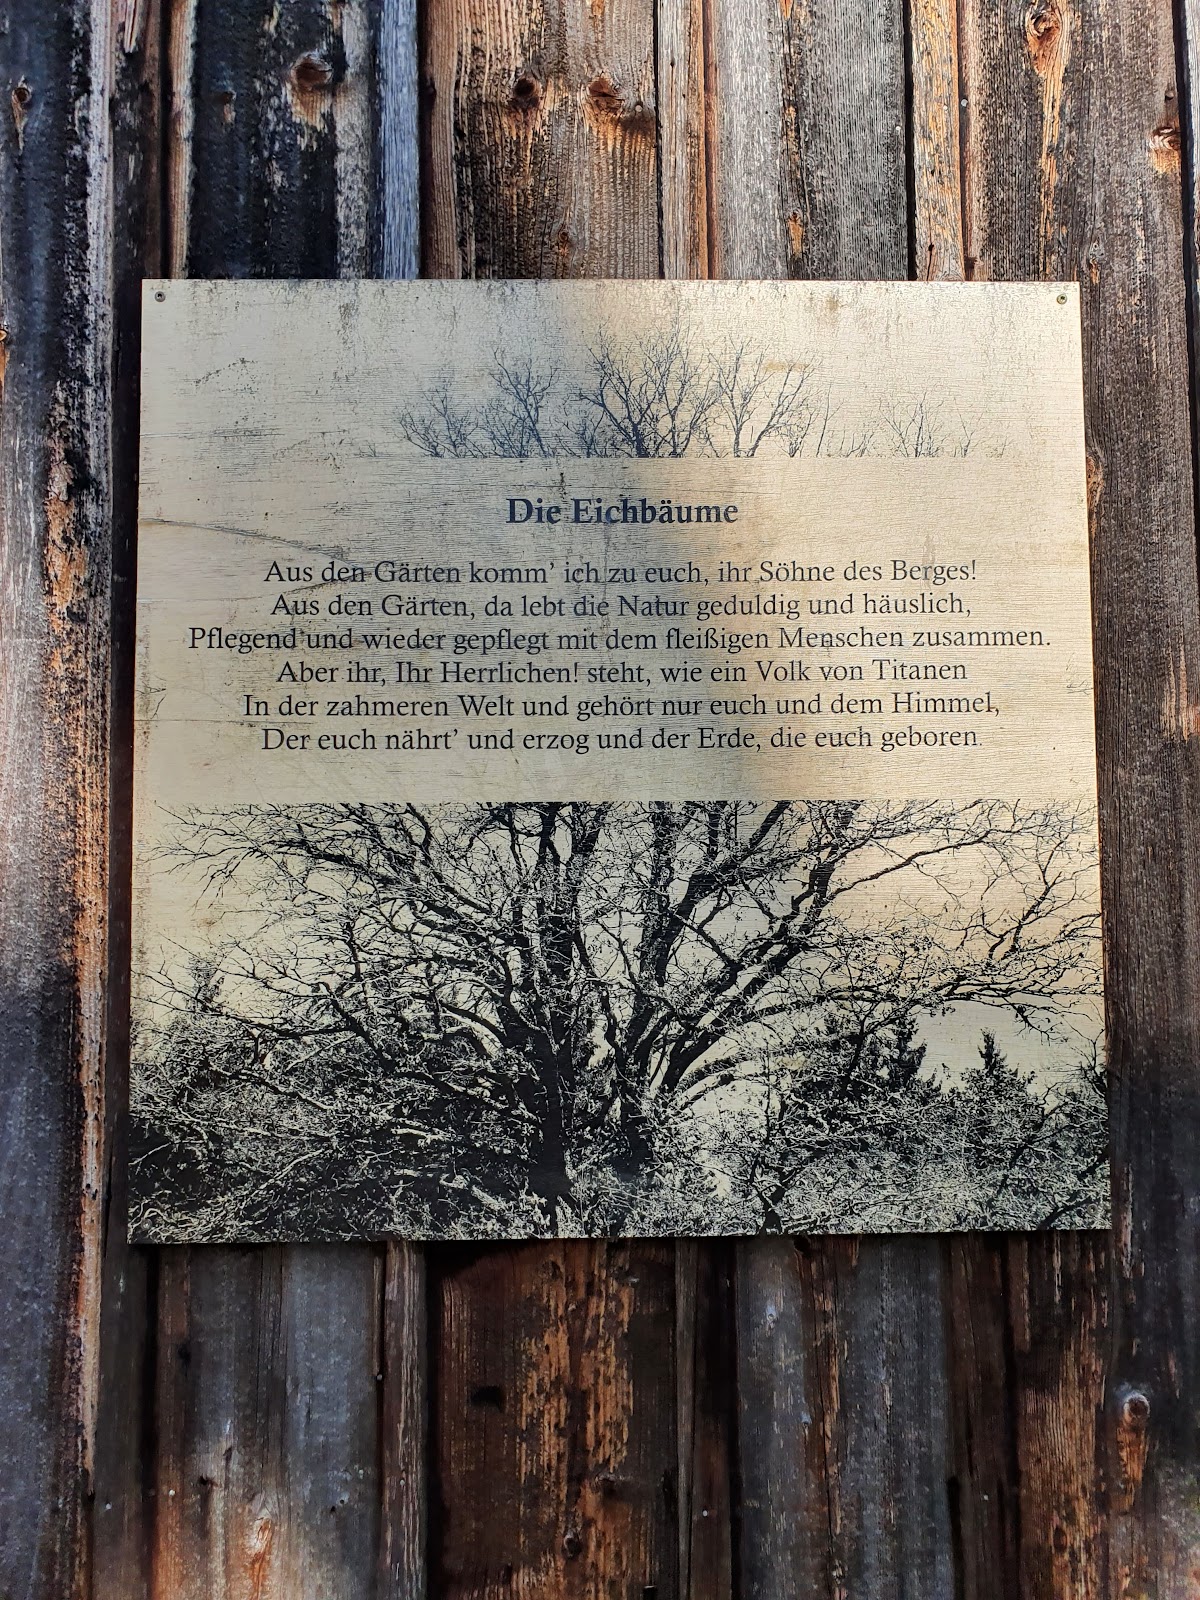 Die Eichbäume
Aus den Gärten komm' ich zu euch, ihr Söhne des Berges!
Aus den Gärten, da lebt die Natur geduldig und häuslich,
Pflegend und wieder gepflegt mit dem fleißigen Menschen zusammen.
Aber ihr, Ihr Herrlichen! steht, wie ein Volk von Titanen
In der zahmeren Welt und gehört nur euch und dem Himmel,
Der euch nährt' und erzog und der Erde, die euch geboren.